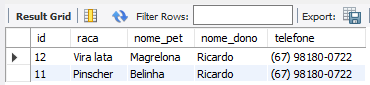 Result Grid Filter Rows: Export:
id raca nome_pet nome_dono telefone
12 Vira lata Magrelona Ricardo (67) 98180-0722
11 Pinscher Belinha Ricardo (67) 98180-0722